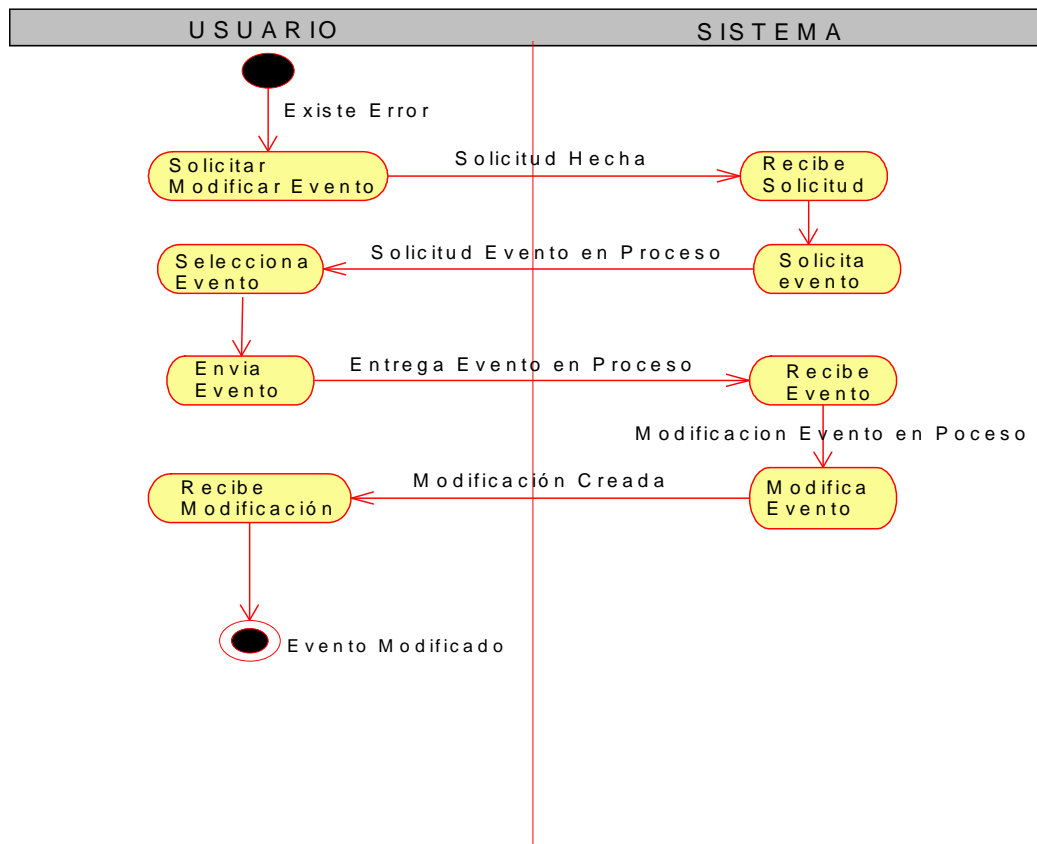 USUARIO
SISTEMA
Existe Error
Solicitar
Modificar Evento
Solicitud Hecha
Recibe
Solicitud
Solicitud Evento en Proceso
Selecciona
Evento
Solicita
evento
Envia
Evento
Entrega Evento en Proceso
Recibe
Evento
Modificacion Evento en Poceso
Recibe
Modificación
Modificación Creada
Modifica
Evento
Evento Modificado